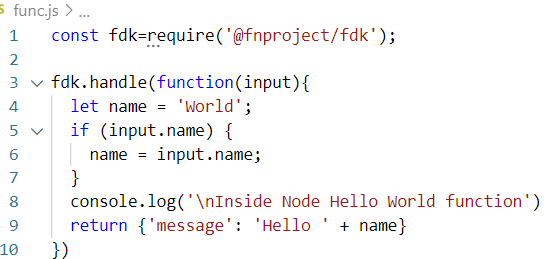 func.js > ...
1 const fdk=require('@fnproject/fdk');
2
3 fdk.handle(function(input){
4   let name = 'World';
5   if (input.name) {
6     name = input.name;
7   }
8   console.log('\nInside Node Hello World function')
9   return {'message': 'Hello ' + name}
10 })